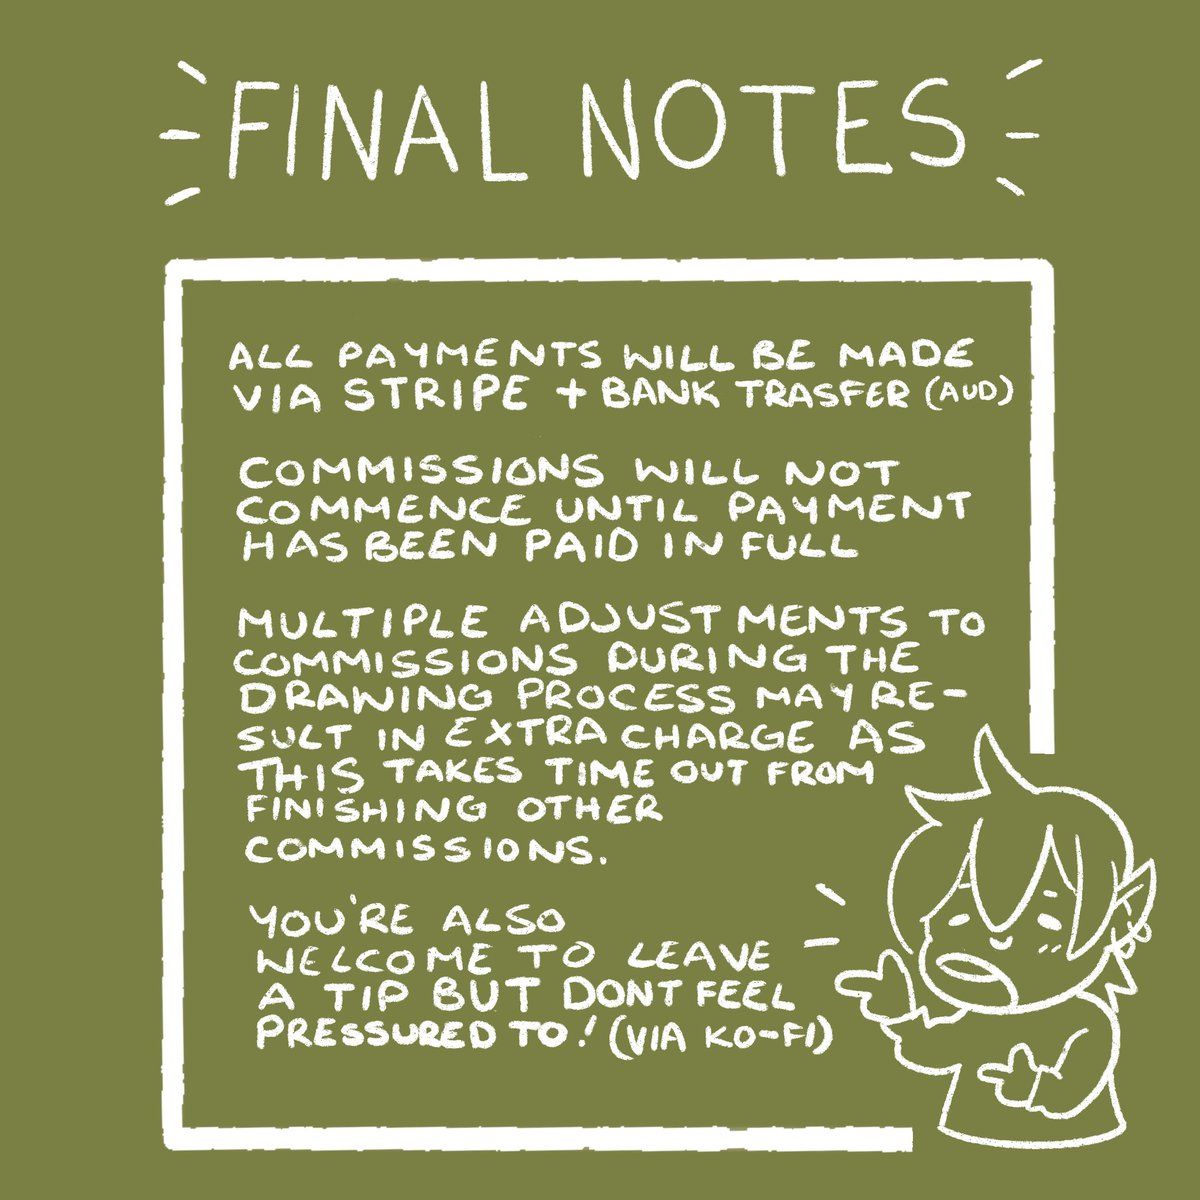 FINAL NOTES
ALL PAYMENTS WILL BE MADE
VIA STRIPE + BANK TRASFER (AUD)
COMMISSIONS WILL NOT
COMMENCE UNTIL PAYMENT
HAS BEEN PAID IN FULL
MULTIPLE ADJUSTMENTS TO
COMMISSIONS DURING THE
DRAWING PROCESS MAY RE-
SULT IN EXTRA CHARGE AS
THIS TAKES TIME OUT FROM
FINISHING OTHER
COMMISSIONS.
YOU'RE ALSO
WELCOME TO LEAVE
A TIP BUT DONT FEEL
PRESSURED TO! (VIA KO-FI)